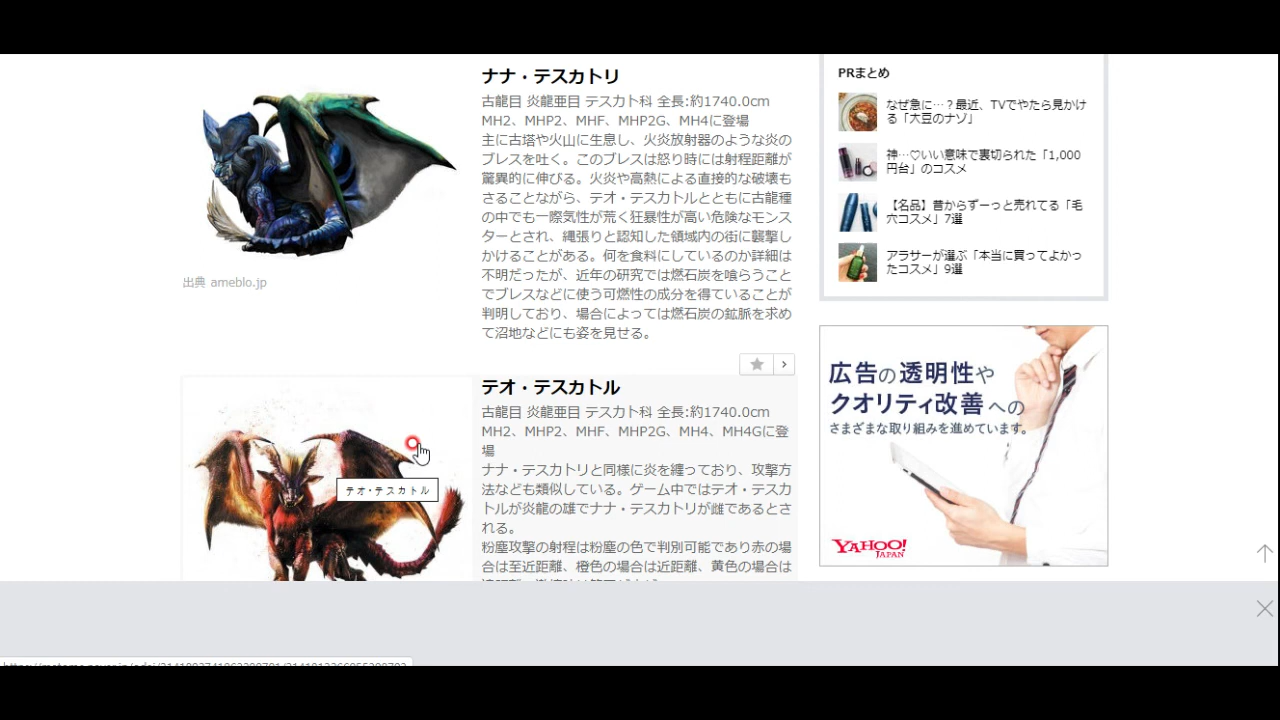 ナナ・テスカトリ
古龍目 炎龍亜目 テスカト科 全長:約1740.0cm
MH2、MHP2、MHF、MHP2G、MH4に登場
主に古塔や火山に生息し、火炎放射器のような炎の
ブレスを吐く。このブレスは怒り時には射程距離が
驚異的に伸びる。火炎や高熱による直接的な破壊も
さることながら、テオ・テスカトルとともに古龍種
の中でも一際気性が荒く狂暴性が高い危険なモンス
ターとされ、縄張りと認知した領域内の街に襲撃し
かけることがある。何を食料にしているのか詳細は
不明だったが、近年の研究では燃石炭を喰らうこと
でブレスなどに使う可燃性の成分を得ていることが
判明しており、場合によっては燃石炭の鉱脈を求め
て沼地などにも姿を見せる。
出典 ameblo.jp
テオ・テスカトル
古龍目 炎龍亜目 テスカト科 全長:約1740.0cm
MH2、MHP2、MHF、MHP2G、MH4、MH4Gに登
場
ナナ・テスカトリと同様に炎を纏っており、攻撃方
法なども類似している。ゲーム中ではテオ・テスカ
トルが炎龍の雄でナナ・テスカトリが雌であるとさ
れる。
粉塵攻撃の射程は粉塵の色で判別可能であり赤の場
合は至近距離、橙色の場合は近距離、黄色の場合は
テオ・テスカトル
PRまとめ
なぜ急に…？最近、TVでやたら見かけ
る「大豆のナゾ」
神…♡いい意味で裏切られた「1,000
円台」のコスメ
【名品】昔からずーっと売れてる「毛
穴コスメ」7選
アラサーが選ぶ「本当に買ってよかっ
たコスメ」9選
広告の透明性や
クオリティ改善への
さまざまな取り組みを進めています。
YAHOO!
JAPAN